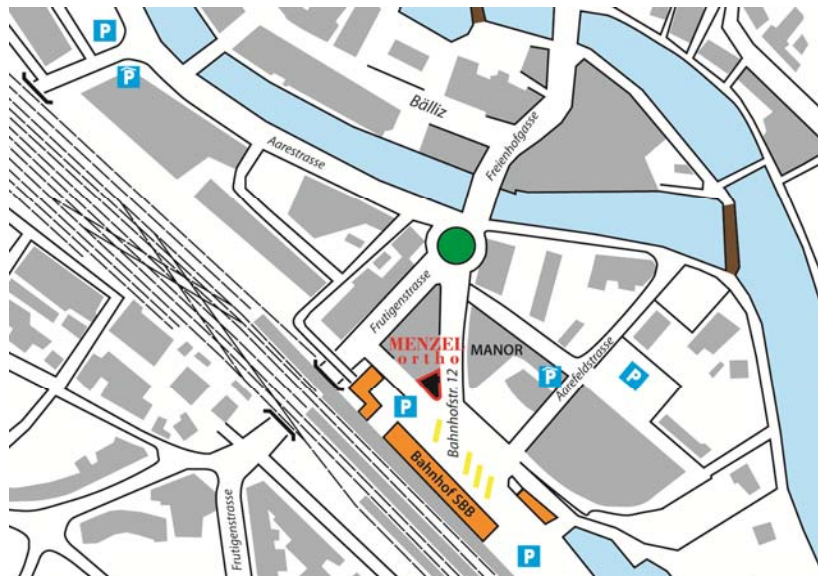 P
P
Bälliz
Freienhofgasse
Aarestrasse
Frutigenstrasse
MENZEL
ortho
MANOR
P
P
P
Aarefeldstrasse
Bahnhofstr. 12
Bahnhof SBB
Frutigenstrasse
P